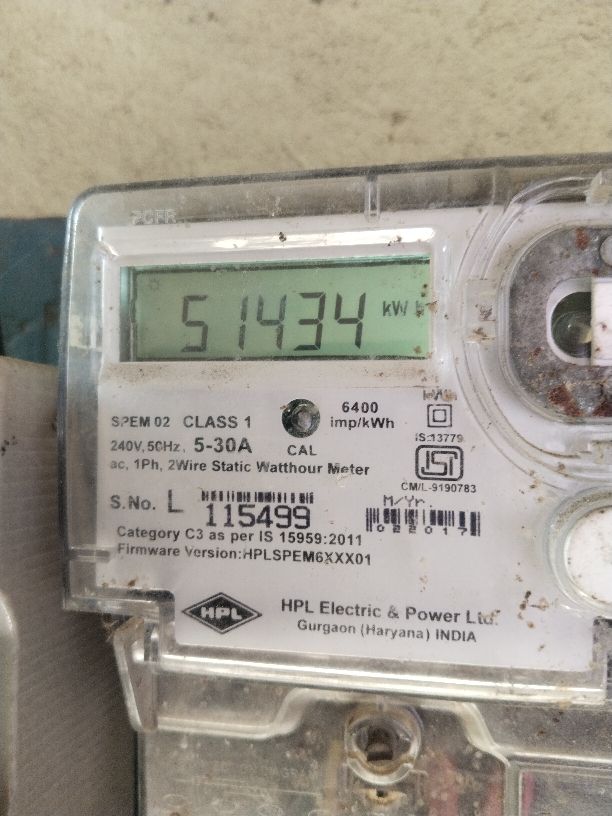 51434 kWh
SPEM 02 CLASS 1
6400
imp/kWh
240V, 50Hz, 5-30A
CAL
IS:13779
ac, 1Ph, 2Wire Static Watthour Meter
ISI
CM/L-9190783
S.No. L 115499
M/Yr.
022017
Category C3 as per IS 15959:2011
Firmware Version:HPLSPEM6XXX01
HPL
HPL Electric & Power Ltd.
Gurgaon (Haryana) INDIA